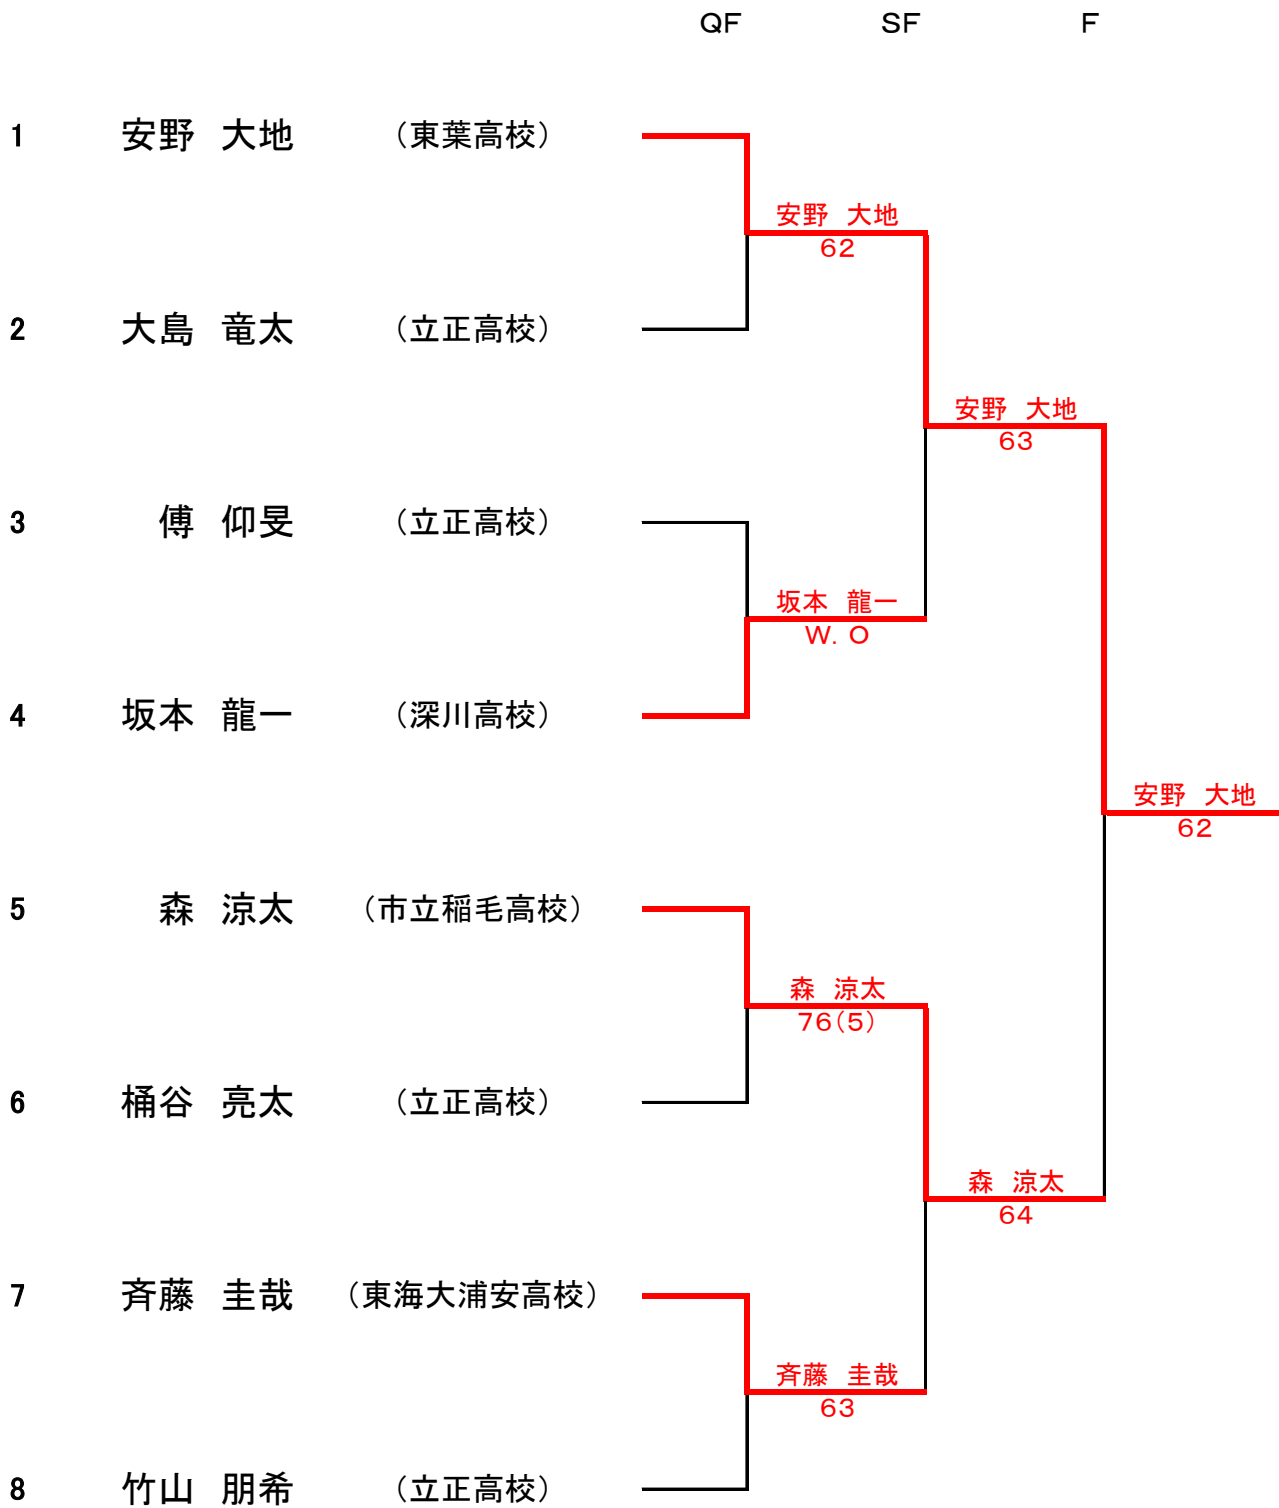 QF SF F
1 安野 大地 （東葉高校）
安野 大地
62
2 大島 竜太 （立正高校）
安野 大地
63
3 傅 仰旻 （立正高校）
坂本 龍一
W. O
4 坂本 龍一 （深川高校）
安野 大地
62
5 森 涼太 （市立稲毛高校）
森 涼太
76(5)
6 桶谷 亮太 （立正高校）
森 涼太
64
7 斉藤 圭哉 （東海大浦安高校）
斉藤 圭哉
63
8 竹山 朋希 （立正高校）